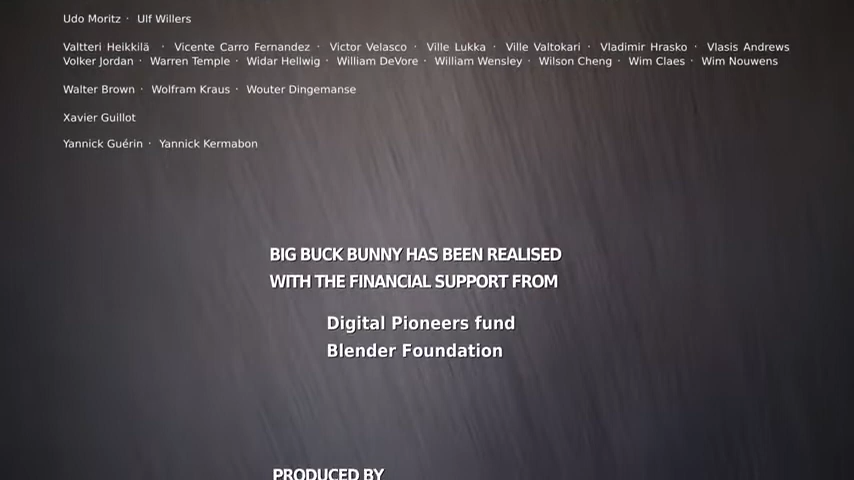 Udo Moritz · Ulf Willers
Valtteri Heikkilä · Vicente Carro Fernandez · Victor Velasco · Ville Lukka · Ville Valtokari · Vladimir Hrasko · Vlasis Andrews
Volker Jordan · Warren Temple · Widar Hellwig · William DeVore · William Wensley · Wilson Cheng · Wim Claes · Wim Nouwens
Walter Brown · Wolfram Kraus · Wouter Dingemanse
Xavier Guillot
Yannick Guérin · Yannick Kermabon
BIG BUCK BUNNY HAS BEEN REALISED
WITH THE FINANCIAL SUPPORT FROM
Digital Pioneers fund
Blender Foundation
PRODUCED BY